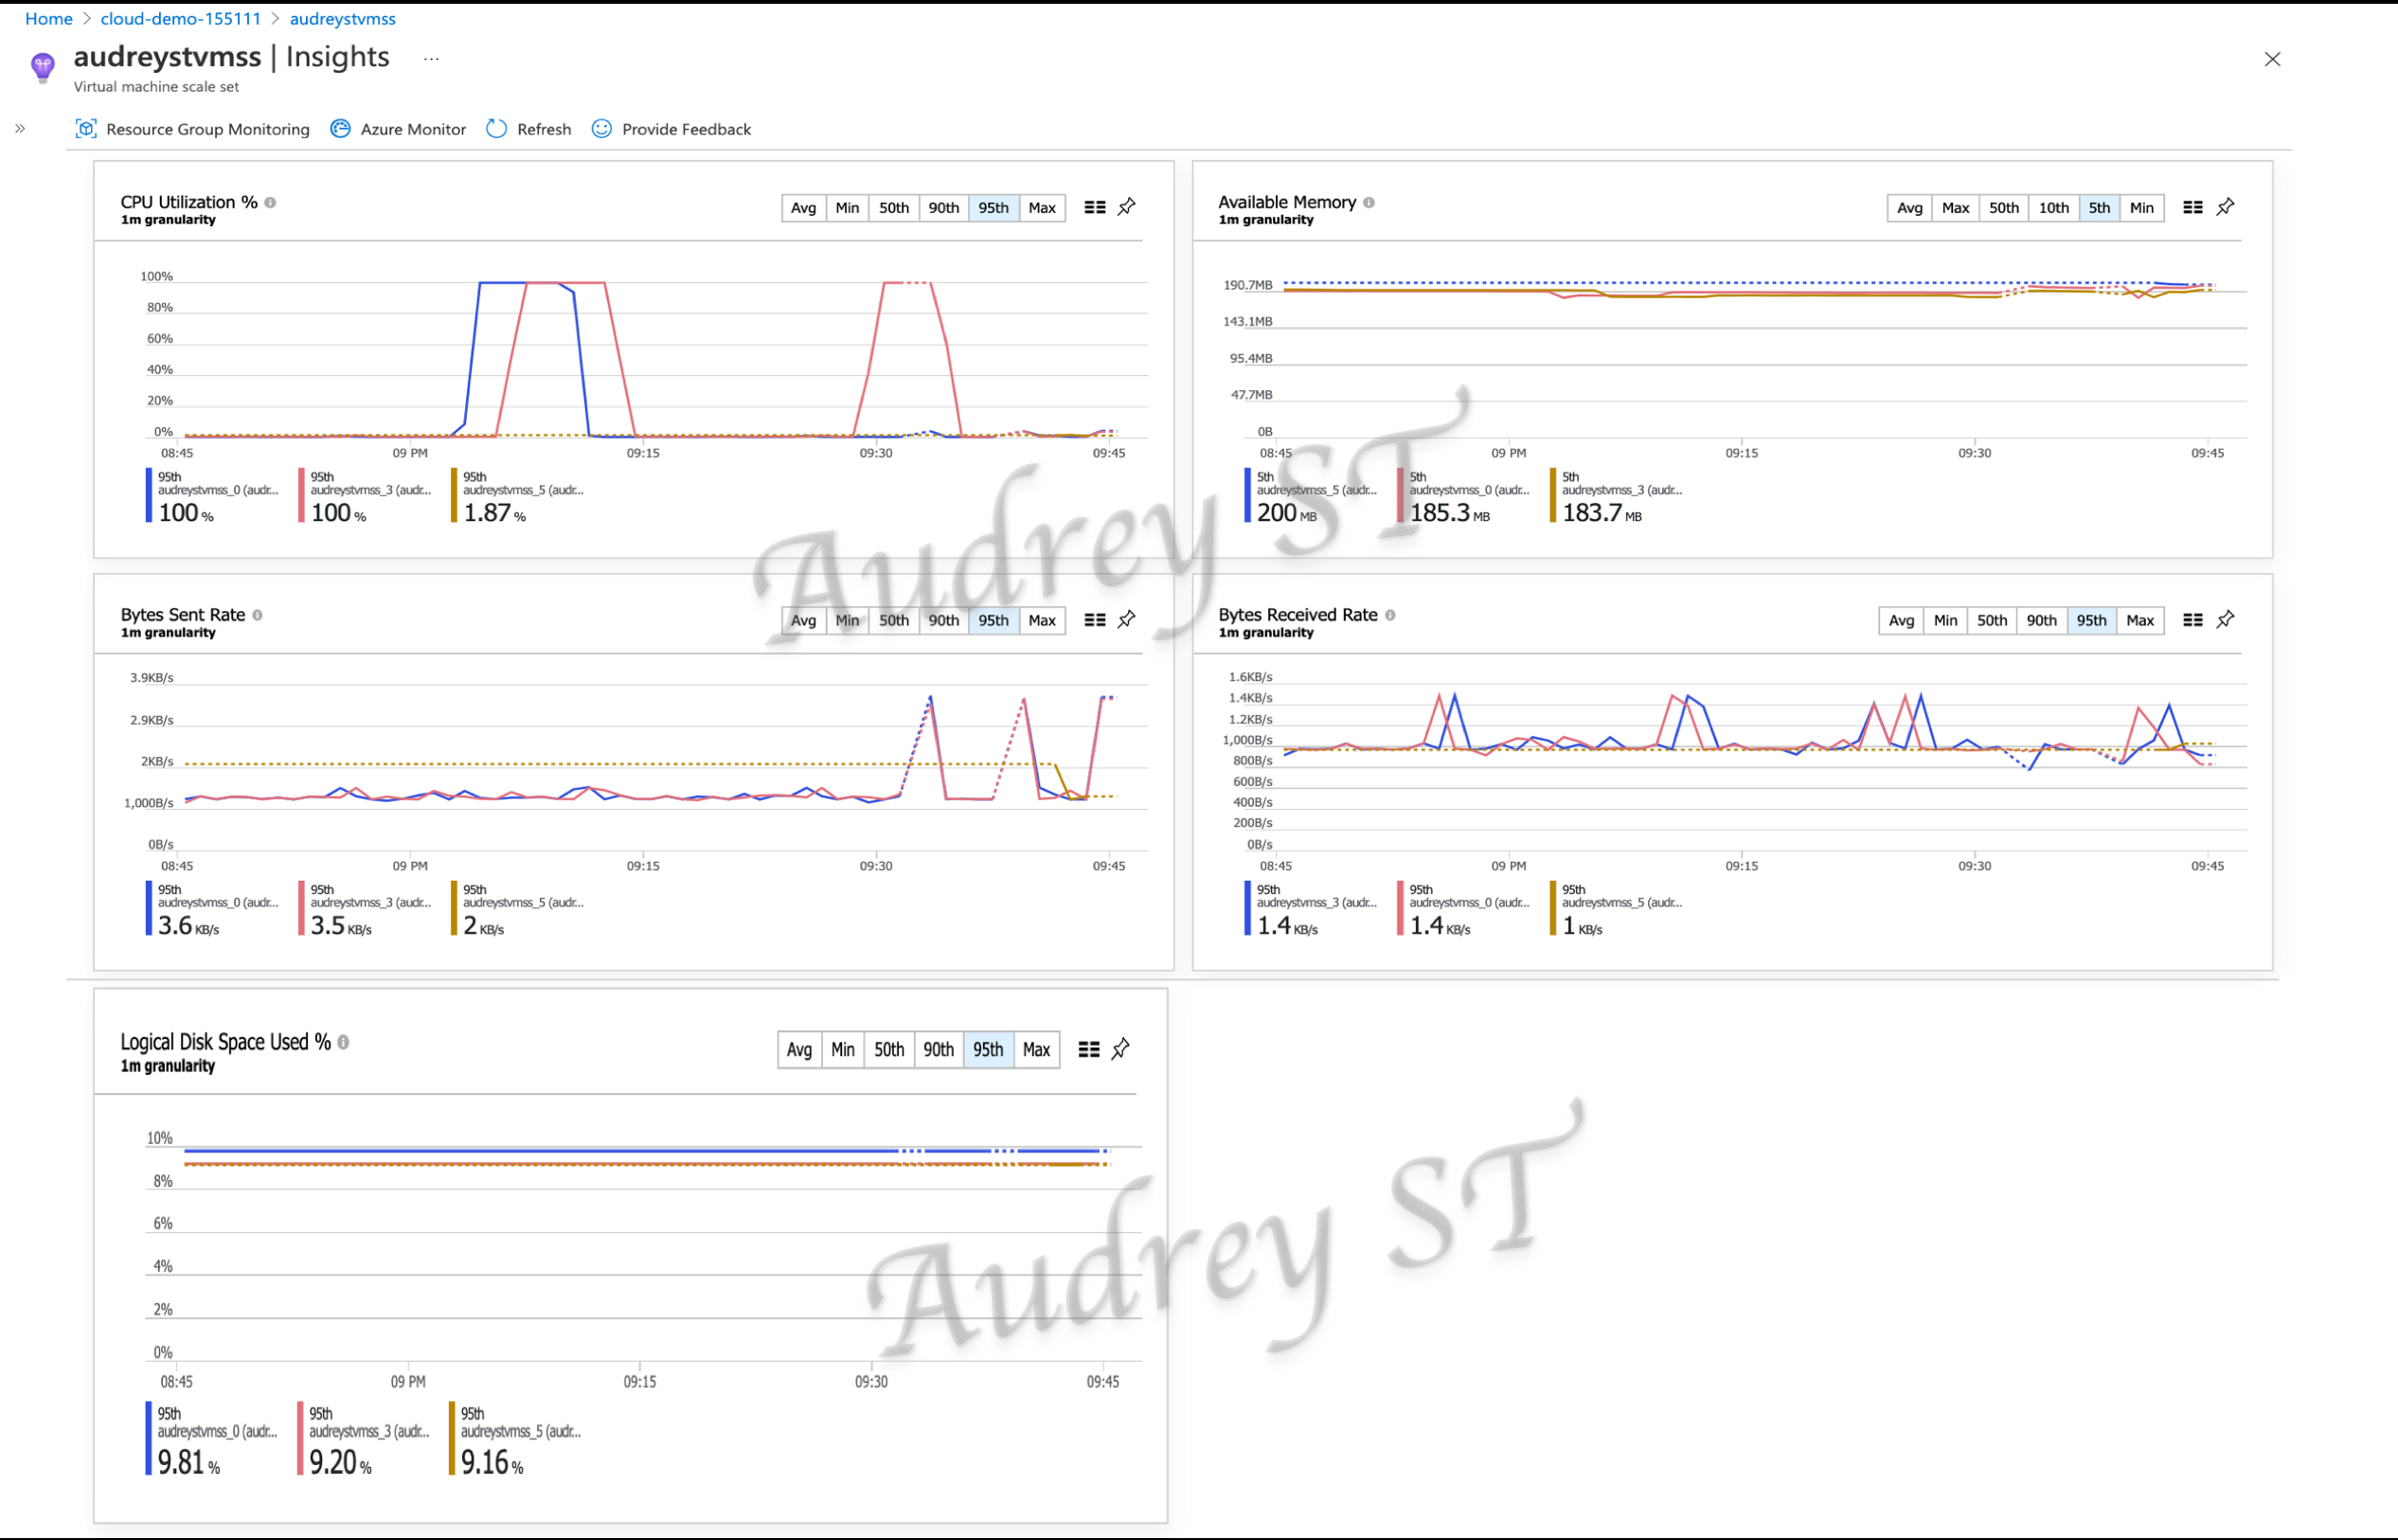 Home > cloud-demo-155111 > audreystvmss
audreystvmss | Insights ...
Virtual machine scale set
» Resource Group Monitoring Azure Monitor Refresh Provide Feedback
CPU Utilization %
1m granularity
Avg Min 50th 90th 95th Max
100%
80%
60%
40%
20%
0%
08:45 09 PM 09:15 09:30 09:45
95th 95th 95th
audreystvmss_0 (audr... audreystvmss_3 (audr... audreystvmss_5 (audr...
100 % 100 % 1.87 %
Available Memory
1m granularity
Avg Max 50th 10th 5th Min
190.7MB
143.1MB
95.4MB
47.7MB
0B
08:45 09 PM 09:15 09:30 09:45
5th 5th 5th
audreystvmss_5 (audr... audreystvmss_0 (audr... audreystvmss_3 (audr...
200 MB 185.3 MB 183.7 MB
Audrey ST
Bytes Sent Rate
1m granularity
Avg Min 50th 90th 95th Max
3.9KB/s
2.9KB/s
2KB/s
1,000B/s
0B/s
08:45 09 PM 09:15 09:30 09:45
95th 95th 95th
audreystvmss_0 (audr... audreystvmss_3 (audr... audreystvmss_5 (audr...
3.6 KB/s 3.5 KB/s 2 KB/s
Bytes Received Rate
1m granularity
Avg Min 50th 90th 95th Max
1.6KB/s
1.4KB/s
1.2KB/s
1,000B/s
800B/s
600B/s
400B/s
200B/s
0B/s
08:45 09 PM 09:15 09:30 09:45
95th 95th 95th
audreystvmss_3 (audr... audreystvmss_0 (audr... audreystvmss_5 (audr...
1.4 KB/s 1.4 KB/s 1 KB/s
Logical Disk Space Used %
1m granularity
Avg Min 50th 90th 95th Max
10%
8%
6%
4%
2%
0%
08:45 09 PM 09:15 09:30 09:45
95th 95th 95th
audreystvmss_0 (audr... audreystvmss_3 (audr... audreystvmss_5 (audr...
9.81 % 9.20 % 9.16 %
Audrey ST